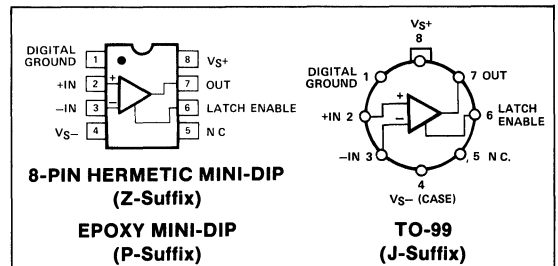 DIGITAL
GROUND
1
8
VS+
+IN
2
+
7
OUT
−IN
3
−
6
LATCH ENABLE
VS−
4
5
N C
8-PIN HERMETIC MINI-DIP
(Z-Suffix)
EPOXY MINI-DIP
(P-Suffix)
VS+
8
DIGITAL
GROUND
1
7 OUT
+
+IN 2
6 LATCH
ENABLE
−
−IN 3
5 N C.
4
VS− (CASE)
TO-99
(J-Suffix)